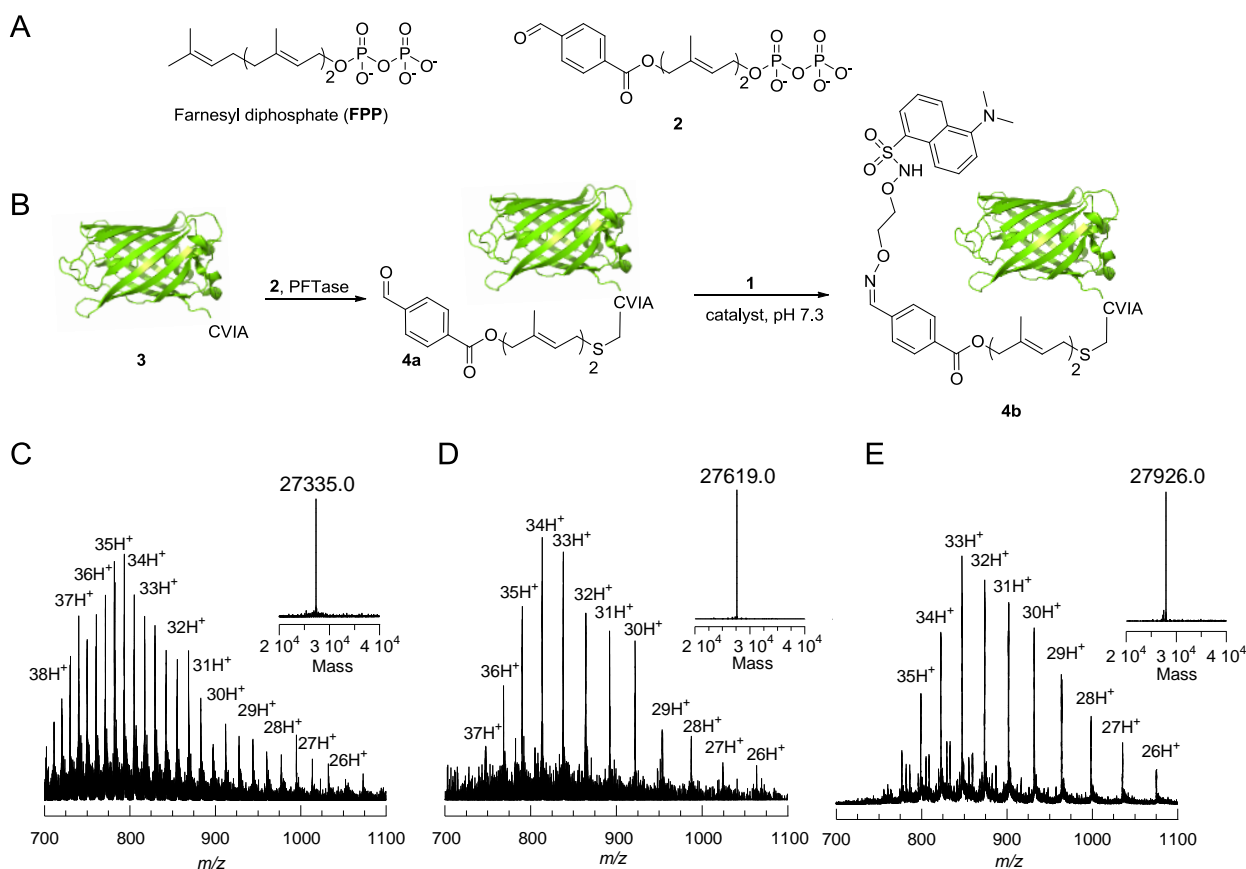 A
O
O
O
P
P
O
O
O-
O-
O-
2
Farnesyl diphosphate (FPP)
O
O
O
2
O
O
O
P
P
O
O-
O-
O-
2
N
O
S
O
NH
O
O
N
B
CVIA
3
2, PFTase
O
CVIA
4a
O
O
S
2
1
catalyst, pH 7.3
CVIA
O
O
S
2
4b
C
27335.0
35H+
34H+
36H+
33H+
37H+
32H+
31H+
38H+
30H+
29H+
28H+
27H+
26H+
2 10^4 3 10^4 4 10^4
Mass
700 800 900 1000 1100
m/z
D
27619.0
34H+
33H+
35H+
32H+
31H+
30H+
36H+
29H+
28H+
37H+
27H+
26H+
2 10^4 3 10^4 4 10^4
Mass
700 800 900 1000 1100
m/z
E
27926.0
33H+
32H+
31H+
34H+
30H+
29H+
35H+
28H+
27H+
26H+
2 10^4 3 10^4 4 10^4
Mass
700 800 900 1000 1100
m/z